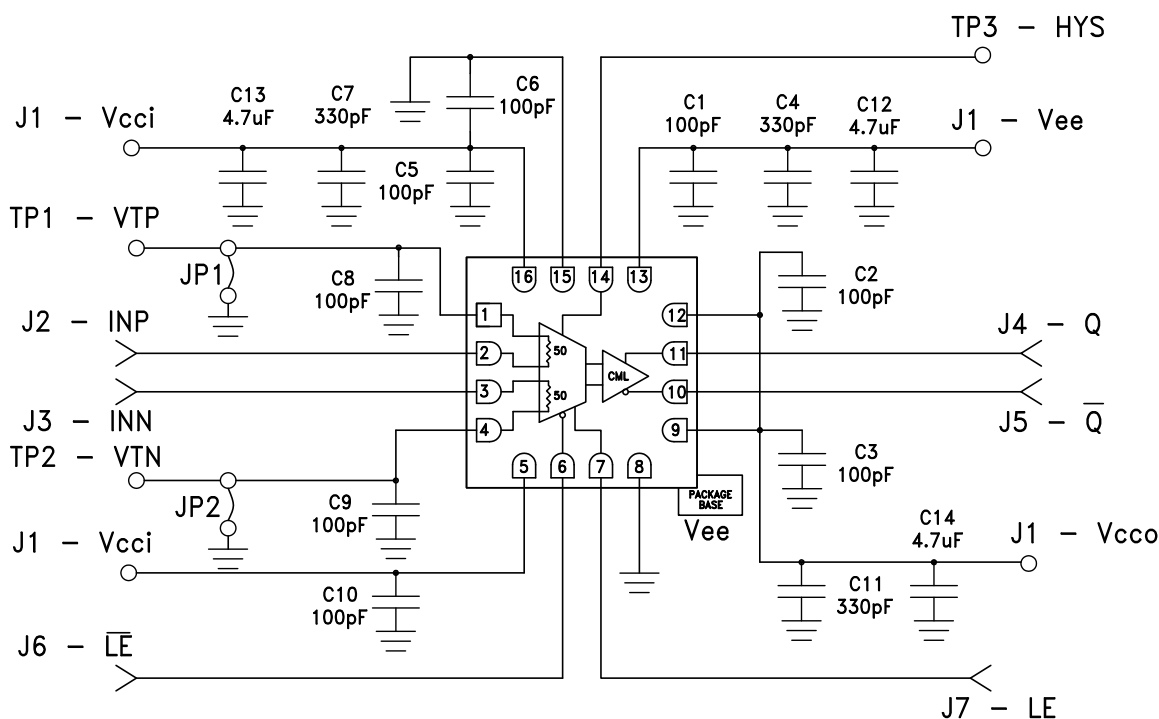 TP3 - HYS
J1 - Vcci
C13
4.7uF
C7
330pF
C6
100pF
C5
100pF
C1
100pF
C4
330pF
C12
4.7uF
J1 - Vee
TP1 - VTP
JP1
C8
100pF
16
15
14
13
C2
100pF
J2 - INP
1
2
3
4
50
50
CML
12
11
10
9
J4 - Q
J3 - INN
J5 - Q̅
TP2 - VTN
JP2
C9
100pF
5
6
7
8
PACKAGE
BASE
Vee
C3
100pF
J1 - Vcci
C10
100pF
C14
4.7uF
J1 - Vcco
C11
330pF
J6 - L̅E̅
J7 - LE